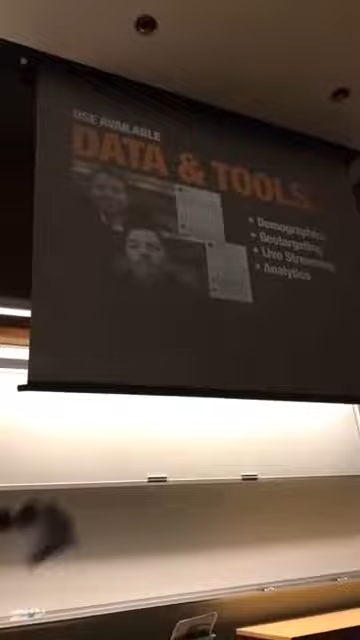 USE AVAILABLE
DATA & TOOLS.
• Demographics
• Geotargeting
• Live Streaming
• Analytics